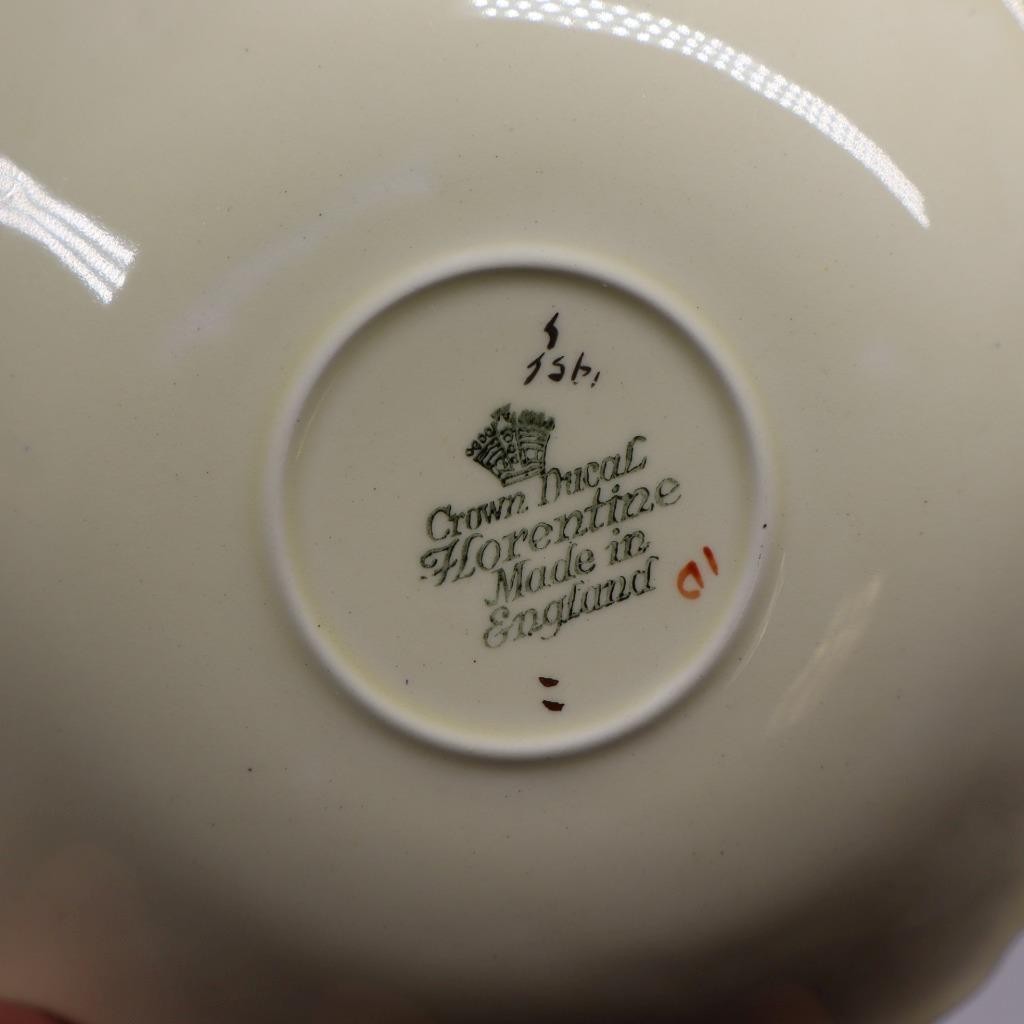 Crown Ducal
Florentine
Made in
England